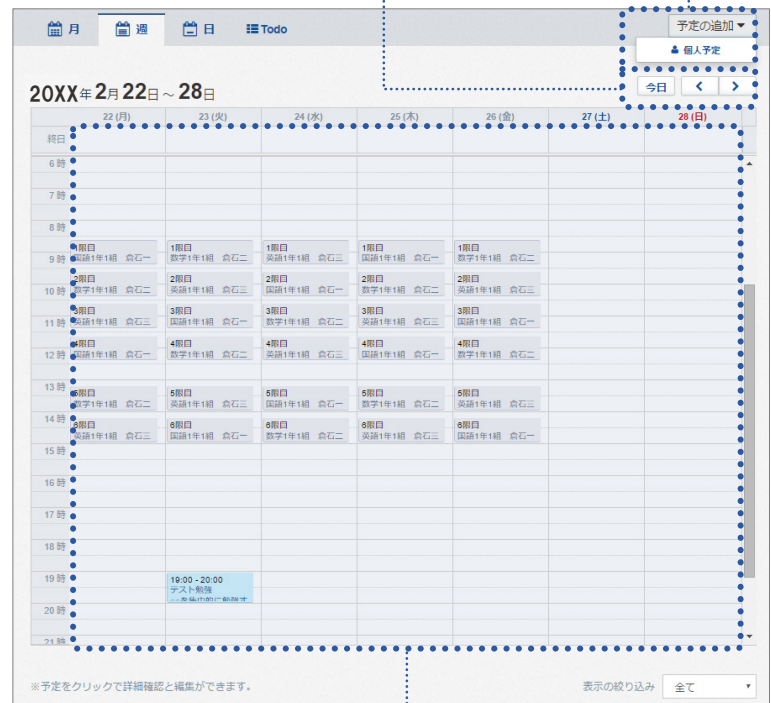 月 週 日 Todo 予定の追加▼
個人予定
今日
20XX年2月22日～28日
22 (月) 23 (火) 24 (水) 25 (木) 26 (金) 27 (土) 28 (日)
終日
6時
7時
8時
1限目 1限目 1限目 1限目 1限目
9時 国語1年1組 倉石一 数学1年1組 倉石二 英語1年1組 倉石三 国語1年1組 倉石一 数学1年1組 倉石二
2限目 2限目 2限目 2限目 2限目
10時 数学1年1組 倉石二 英語1年1組 倉石三 国語1年1組 倉石一 数学1年1組 倉石二 英語1年1組 倉石三
3限目 3限目 3限目 3限目 3限目
11時 英語1年1組 倉石三 国語1年1組 倉石一 数学1年1組 倉石二 英語1年1組 倉石三 国語1年1組 倉石一
4限目 4限目 4限目 4限目 4限目
12時 国語1年1組 倉石一 数学1年1組 倉石二 英語1年1組 倉石三 国語1年1組 倉石一 数学1年1組 倉石二
13時
5限目 5限目 5限目 5限目 5限目
数学1年1組 倉石二 英語1年1組 倉石三 国語1年1組 倉石一 数学1年1組 倉石二 英語1年1組 倉石三
14時
6限目 6限目 6限目 6限目 6限目
英語1年1組 倉石三 国語1年1組 倉石一 数学1年1組 倉石二 英語1年1組 倉石三 国語1年1組 倉石一
15時
16時
17時
18時
19時 19:00 - 20:00
テスト勉強
を集中的に勉強す
20時
21時
※予定をクリックで詳細確認と編集ができます。 表示の絞り込み 全て